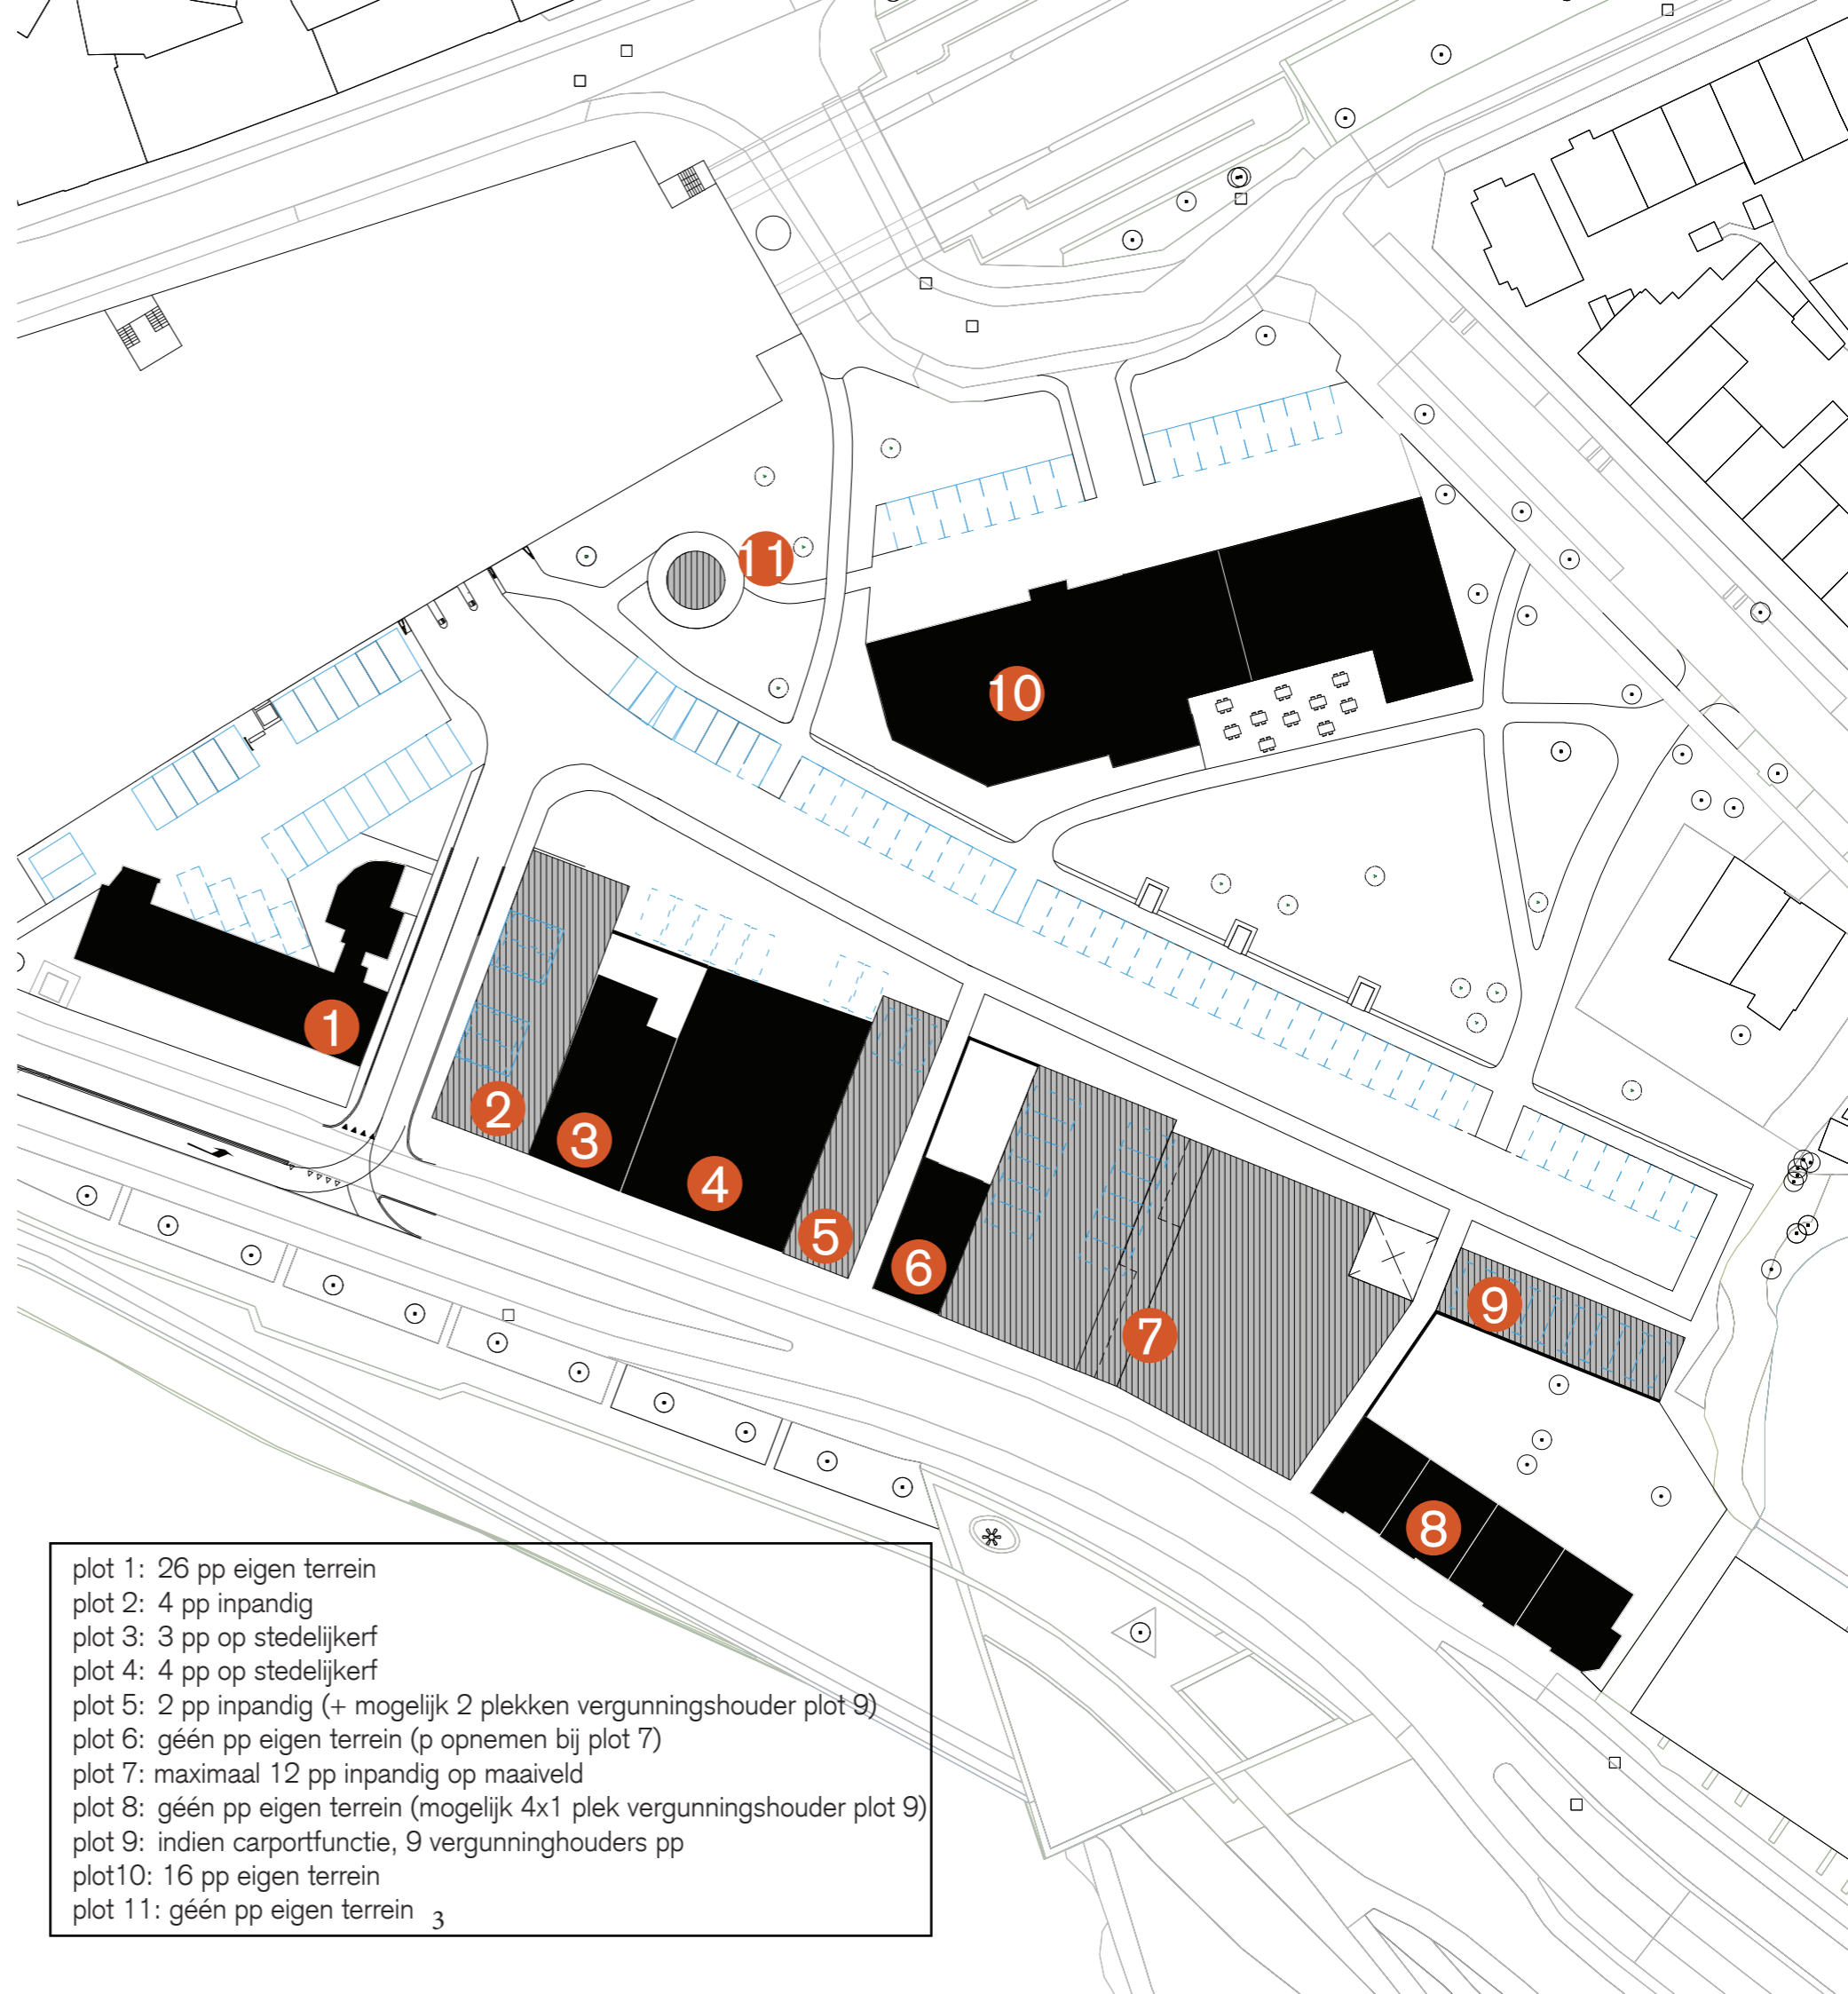 11
10
1
2
3
4
5
6
7
9
8
plot 1: 26 pp eigen terrein
plot 2: 4 pp inpandig
plot 3: 3 pp op stedelijkerf
plot 4: 4 pp op stedelijkerf
plot 5: 2 pp inpandig (+ mogelijk 2 plekken vergunningshouder plot 9)
plot 6: géén pp eigen terrein (p opnemen bij plot 7)
plot 7: maximaal 12 pp inpandig op maaiveld
plot 8: géén pp eigen terrein (mogelijk 4x1 plek vergunningshouder plot 9)
plot 9: indien carportfunctie, 9 vergunninghouders pp
plot10: 16 pp eigen terrein
plot 11: géén pp eigen terrein
3